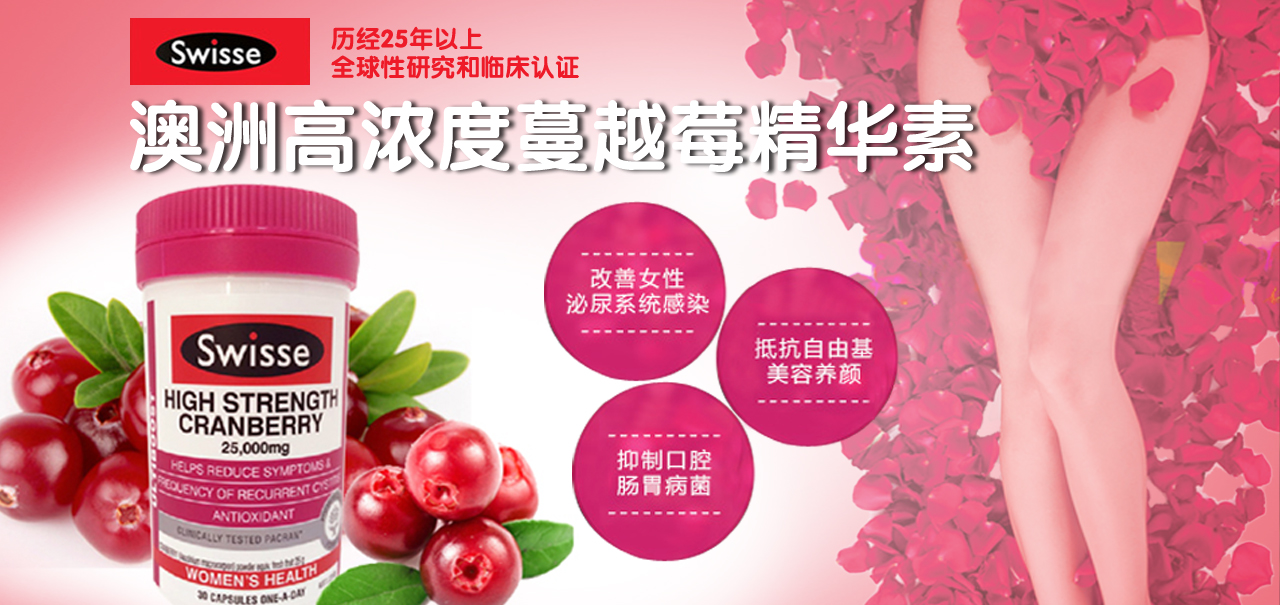 Swisse
历经25年以上
全球性研究和临床认证
澳洲高浓度蔓越莓精华素
改善女性
泌尿系统感染
抵抗自由基
美容养颜
抑制口腔
肠胃病菌
Swisse
HIGH STRENGTH
CRANBERRY
25,000mg
HELPS REDUCE SYMPTOMS &
FREQUENCY OF RECURRENT
ANTIOXIDANT
CLINICALLY TESTED PACRAN
WOMEN'S HEALTH
30 CAPSULES ONE-A-DAY